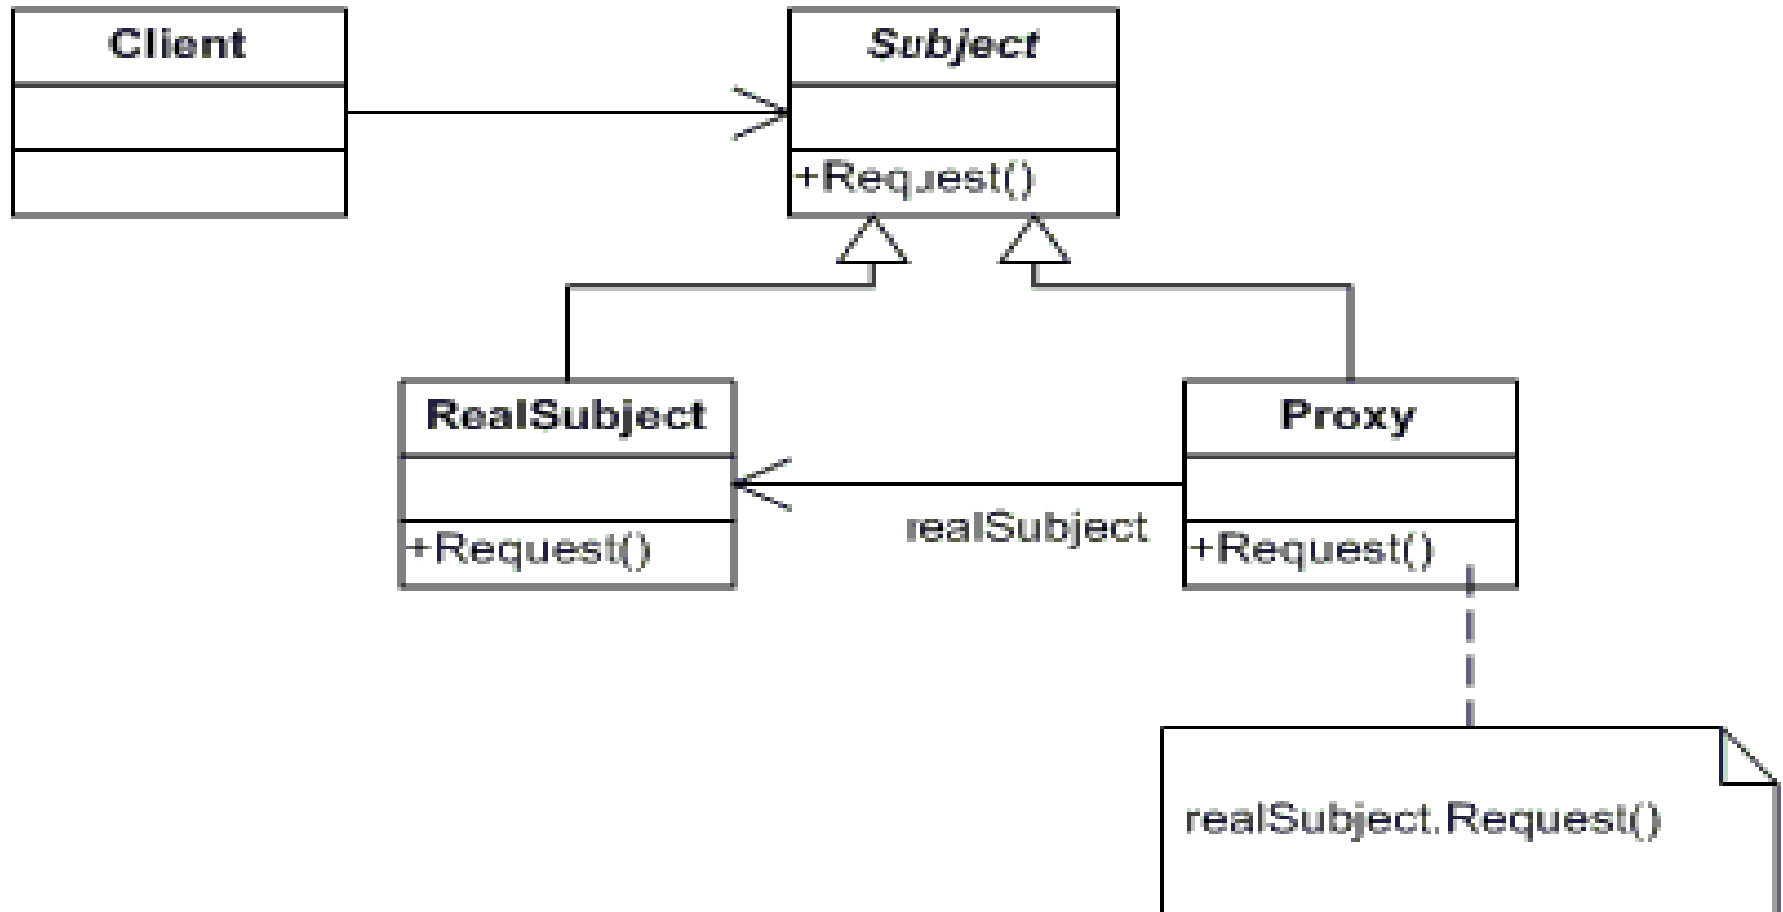 Client
Subject
+Request()
RealSubject
+Request()
realSubject
Proxy
+Request()
realSubject.Request()